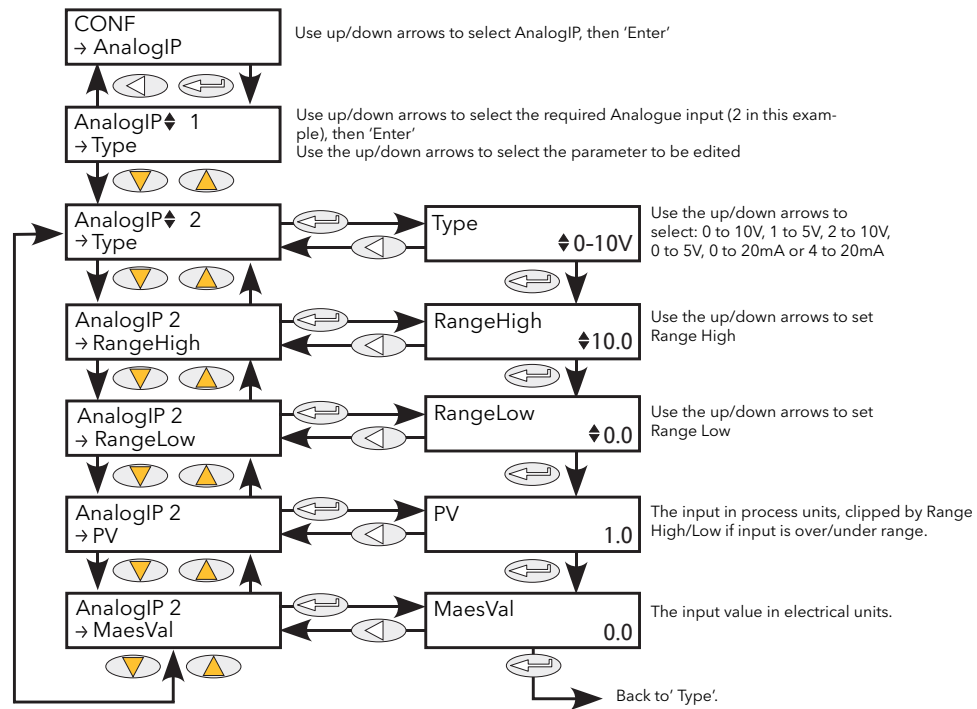 CONF
→ AnalogIP
Use up/down arrows to select AnalogIP, then ‘Enter’
AnalogIP 1
→ Type
Use up/down arrows to select the required Analogue input (2 in this exam-
ple), then ‘Enter’
Use the up/down arrows to select the parameter to be edited
AnalogIP 2
→ Type
Type
0-10V
Use the up/down arrows to
select: 0 to 10V, 1 to 5V, 2 to 10V,
0 to 5V, 0 to 20mA or 4 to 20mA
AnalogIP 2
→ RangeHigh
RangeHigh
10.0
Use the up/down arrows to set
Range High
AnalogIP 2
→ RangeLow
RangeLow
0.0
Use the up/down arrows to set
Range Low
AnalogIP 2
→ PV
PV
1.0
The input in process units, clipped by Range
High/Low if input is over/under range.
AnalogIP 2
→ MaesVal
MaesVal
0.0
The input value in electrical units.
Back to’ Type’.